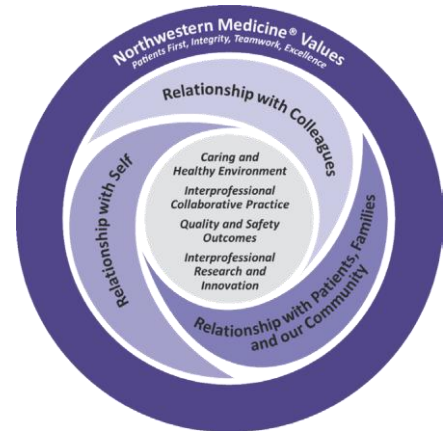 Northwestern Medicine® Values
Patients First, Integrity, Teamwork, Excellence
Relationship with Colleagues
Relationship with Self
Caring and
Healthy Environment
Interprofessional
Collaborative Practice
Quality and Safety
Outcomes
Interprofessional
Research and
Innovation
Relationship with Patients, Families
and our Community